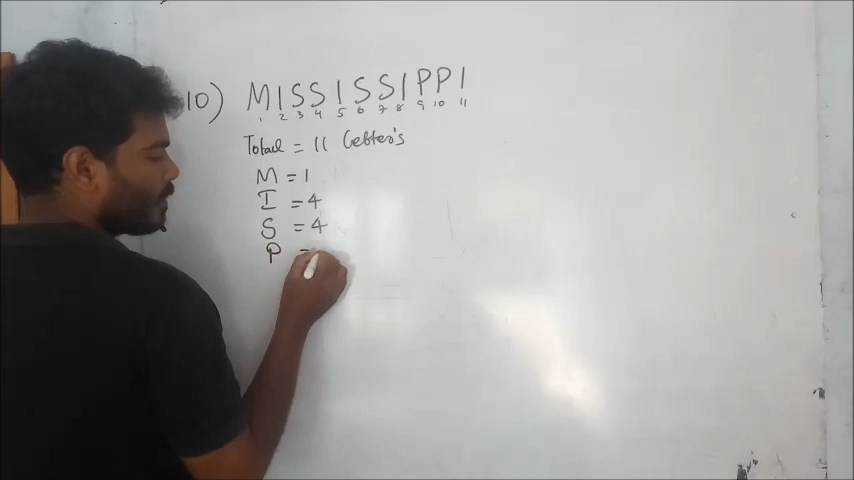 10) MISSISSIPPI
1 2 3 4 5 6 7 8 9 10 11
Total = 11 Letter's
M = 1
I = 4
S = 4
P =